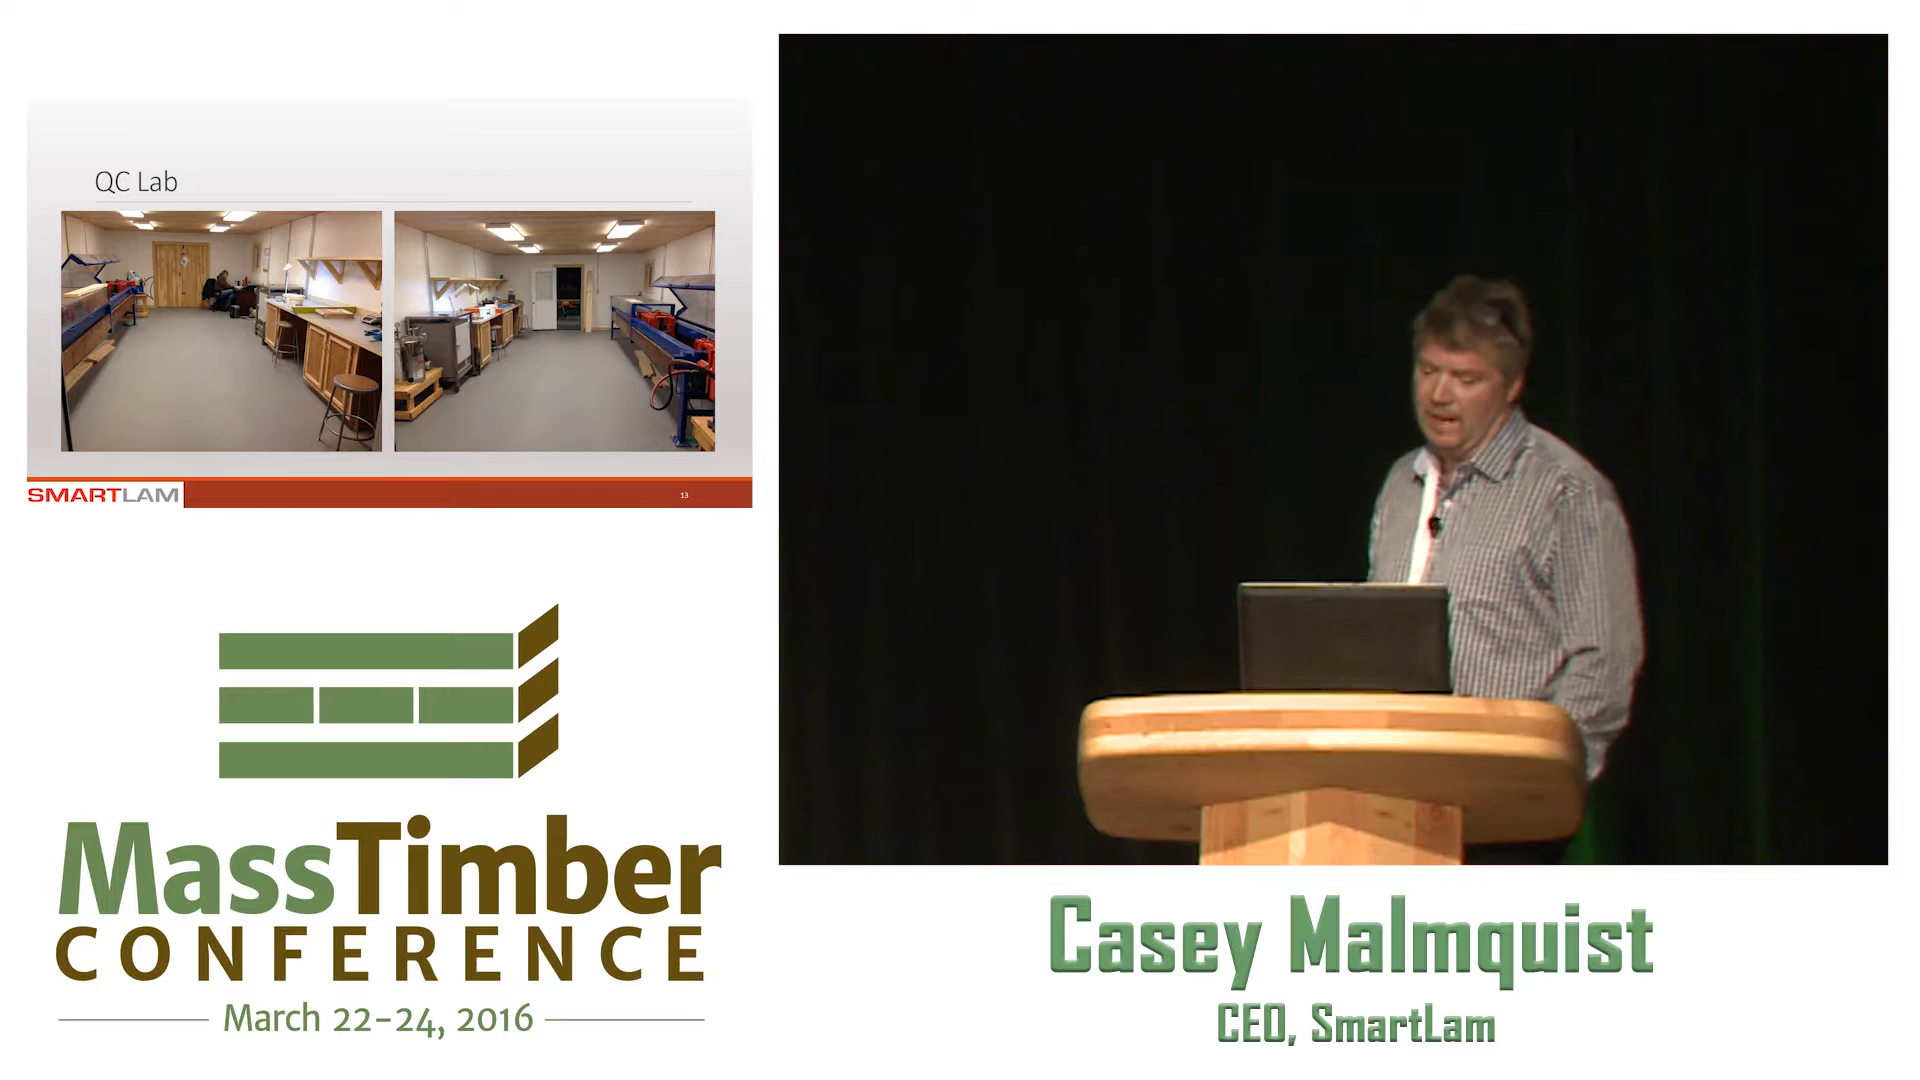 QC Lab
SMARTLAM
13
MassTimber
CONFERENCE
March 22-24, 2016
Casey Malmquist
CEO, SmartLam